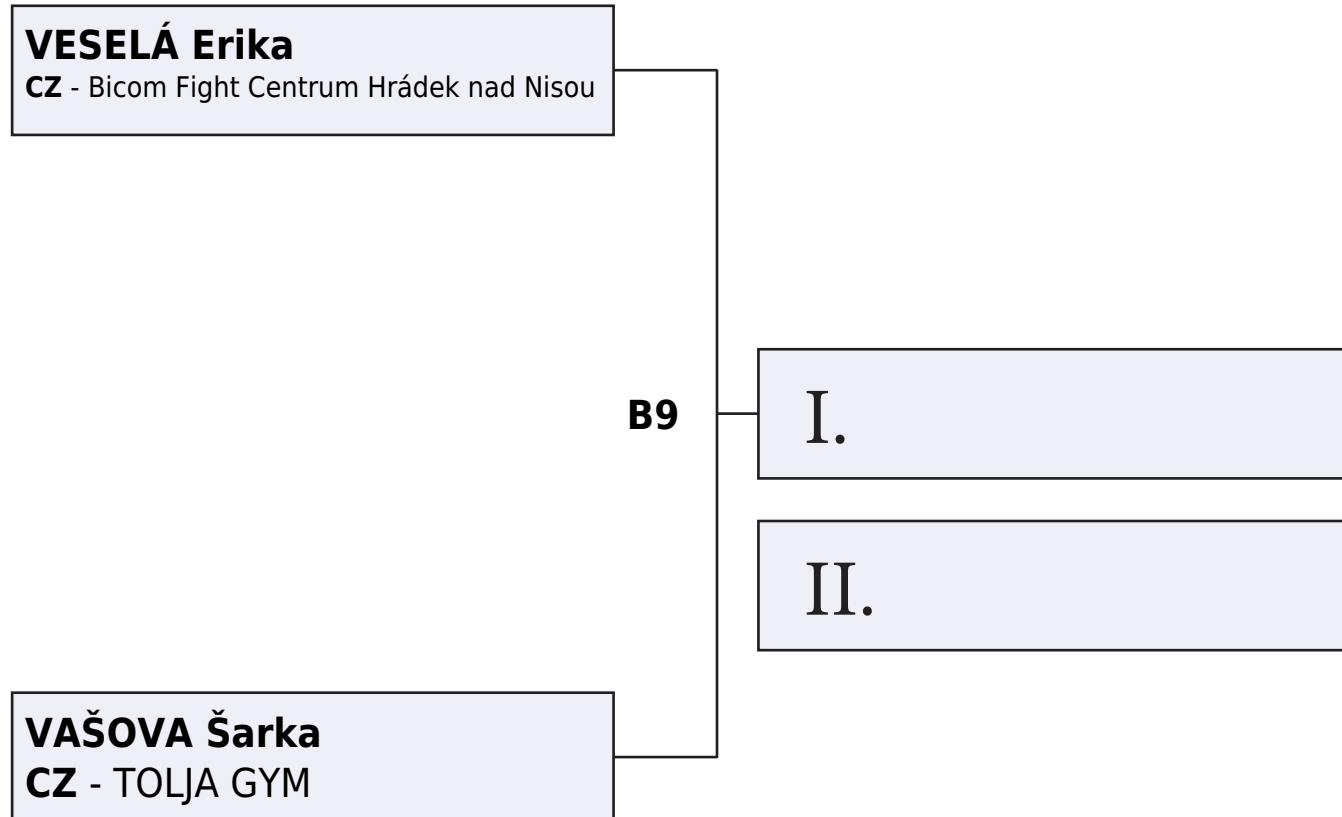 VESELÁ Erika
CZ - Bicom Fight Centrum Hrádek nad Nisou
B9
I.
II.
VAŠOVA Šarka
CZ - TOLJA GYM